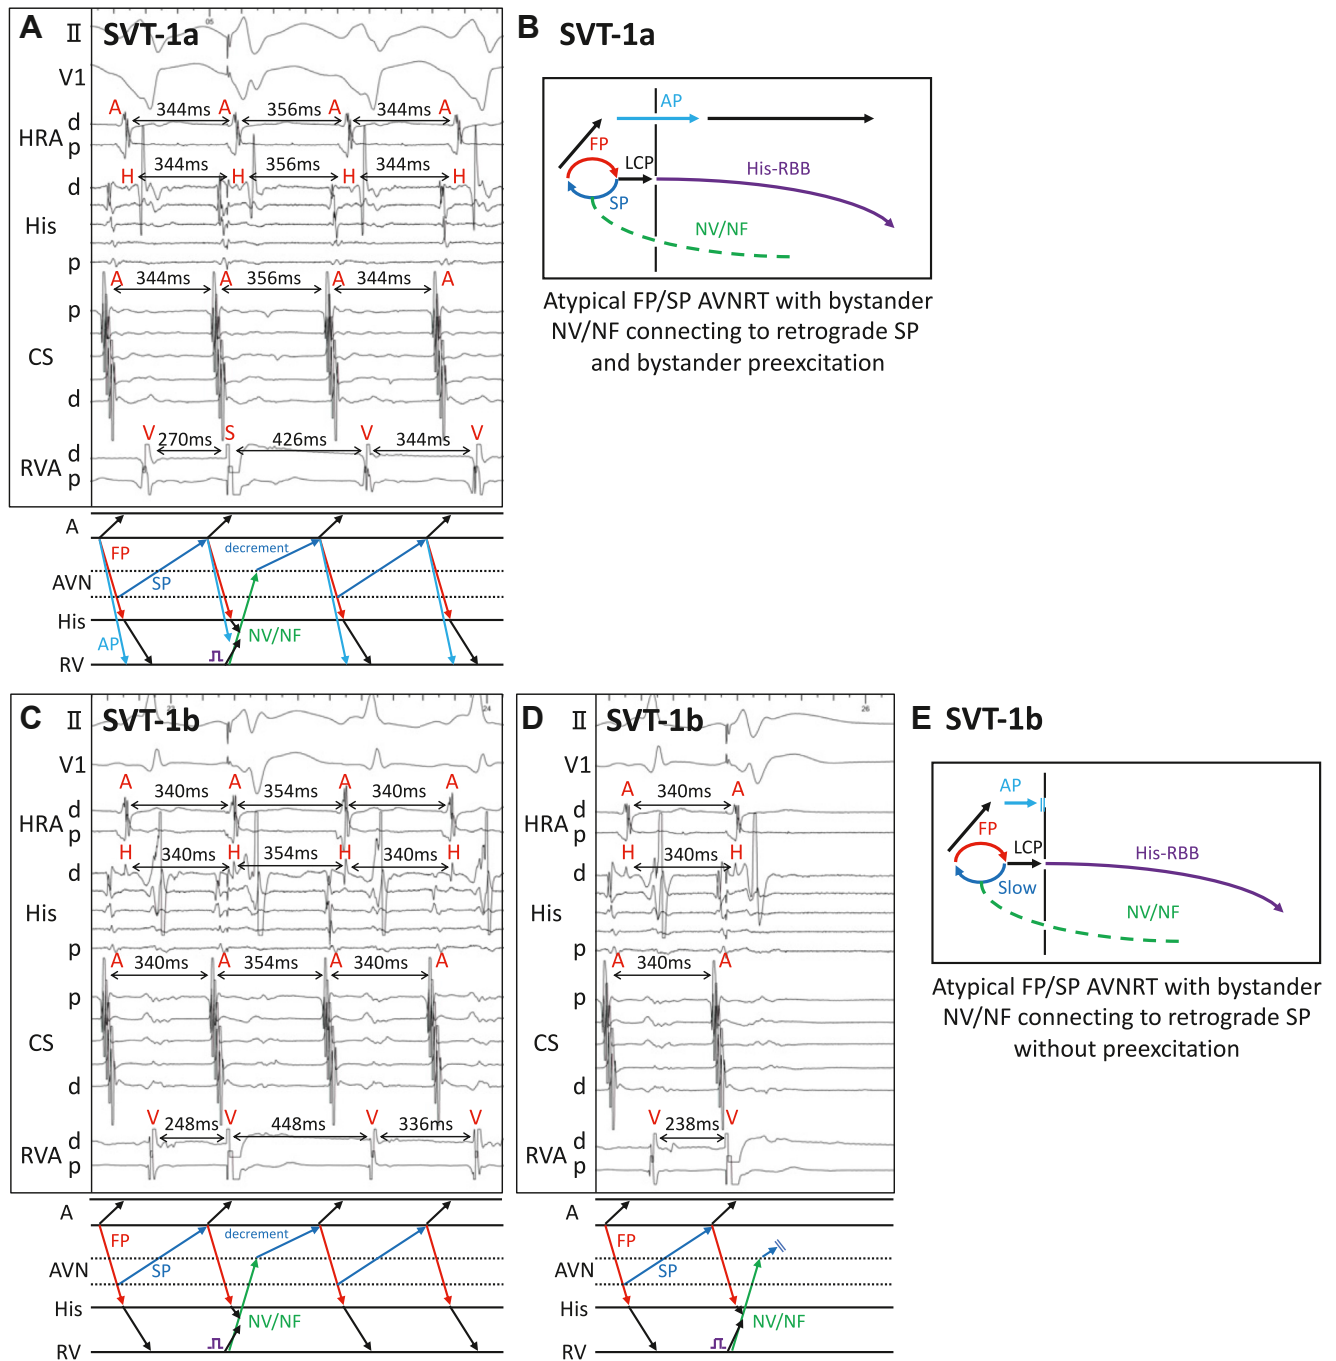 A
SVT-1a
05
II
V1
A
344ms
A
356ms
A
344ms
A
d
HRA
p
H
344ms
H
356ms
H
344ms
H
d
His
p
A
344ms
A
356ms
A
344ms
A
p
CS
d
V
270ms
S
426ms
V
344ms
V
d
RVA
p
A
FP
decrement
AVN
SP
His
AP
NV/NF
RV
B
SVT-1a
AP
FP
LCP
His-RBB
SP
NV/NF
Atypical FP/SP AVNRT with bystander
NV/NF connecting to retrograde SP
and bystander preexcitation
C
SVT-1b
24
II
V1
A
340ms
A
354ms
A
340ms
A
d
HRA
p
H
340ms
H
354ms
H
340ms
H
d
His
p
A
340ms
A
354ms
A
340ms
A
p
CS
d
V
248ms
V
448ms
V
336ms
V
d
RVA
p
A
FP
decrement
AVN
SP
His
NV/NF
RV
D
SVT-1b
26
II
V1
A
340ms
A
d
HRA
p
H
340ms
H
d
His
p
A
340ms
A
p
CS
d
V
238ms
V
d
RVA
p
A
FP
AVN
SP
His
NV/NF
RV
E
SVT-1b
AP
FP
LCP
His-RBB
Slow
NV/NF
Atypical FP/SP AVNRT with bystander
NV/NF connecting to retrograde SP
without preexcitation